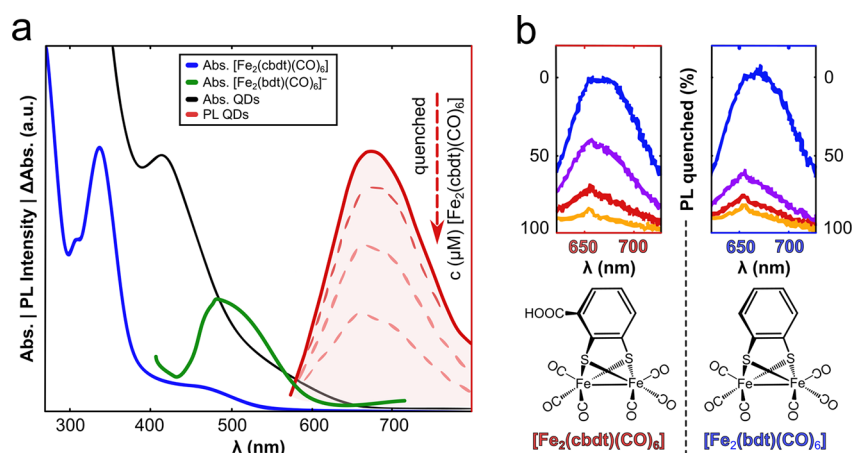 a
Abs. | PL Intensity | ΔAbs. (a.u.)
Abs. [Fe₂(cbdt)(CO)₆]
Abs. [Fe₂(bdt)(CO)₆]⁻
Abs. QDs
PL QDs
quenched
c (μM) [Fe₂(cbdt)(CO)₆]
300 400 500 600 700
λ (nm)
b
0
50
100
650 700
λ (nm)
PL quenched (%)
0
50
100
650 700
λ (nm)
HOOC
S S
Fe Fe
OC CO
OC CO
OC CO
[Fe₂(cbdt)(CO)₆]
S S
Fe Fe
OC CO
OC CO
OC CO
[Fe₂(bdt)(CO)₆]